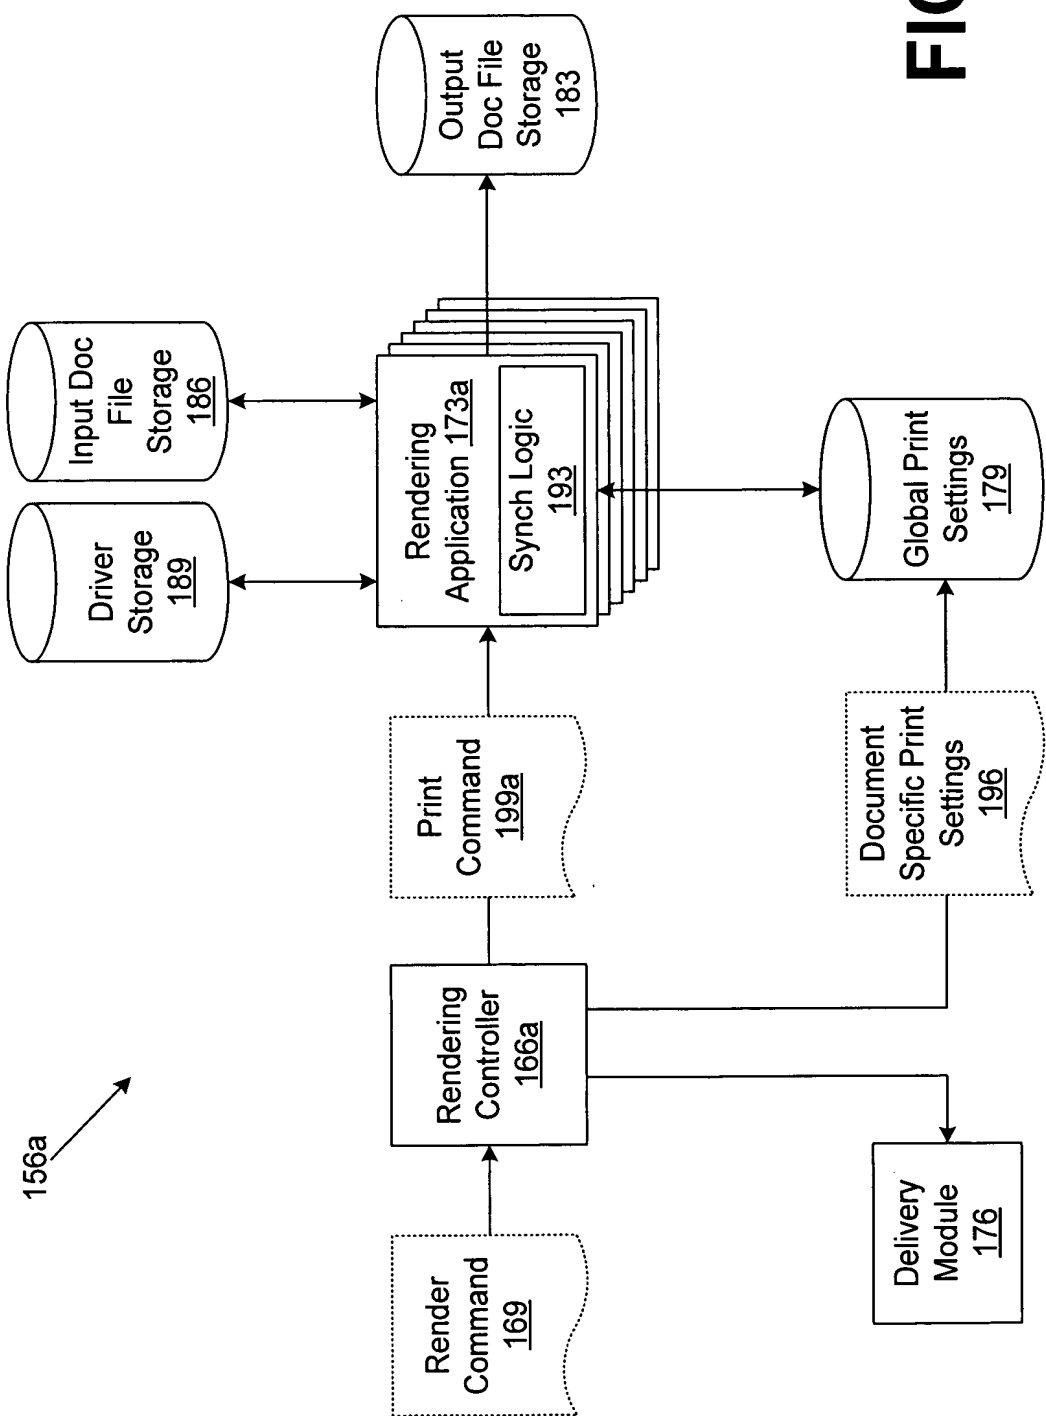 156a
Driver
Storage
189
Input Doc
File
Storage
186
Render
Command
169
Rendering
Controller
166a
Print
Command
199a
Rendering
Application 173a
Synch Logic
193
Output
Doc File
Storage
183
Delivery
Module
176
Document
Specific Print
Settings
196
Global Print
Settings
179